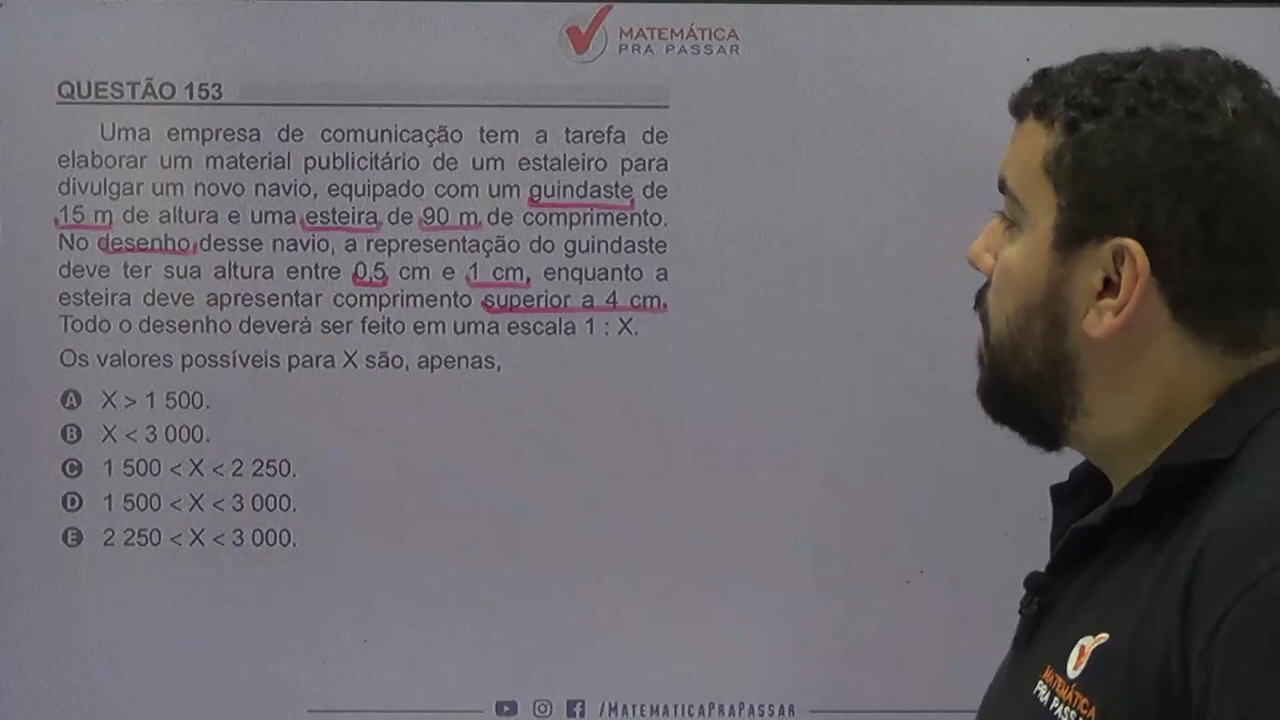 MATEMÁTICA
PRA PASSAR
QUESTÃO 153
Uma empresa de comunicação tem a tarefa de
elaborar um material publicitário de um estaleiro para
divulgar um novo navio, equipado com um guindaste de
15 m de altura e uma esteira de 90 m de comprimento.
No desenho desse navio, a representação do guindaste
deve ter sua altura entre 0,5 cm e 1 cm, enquanto a
esteira deve apresentar comprimento superior a 4 cm.
Todo o desenho deverá ser feito em uma escala 1 : X.
Os valores possíveis para X são, apenas,
A X > 1 500.
B X < 3 000.
C 1 500 < X < 2 250.
D 1 500 < X < 3 000.
E 2 250 < X < 3 000.
MATEMÁTICA
PRA PASSAR
/MATEMATICAPRAPASSAR